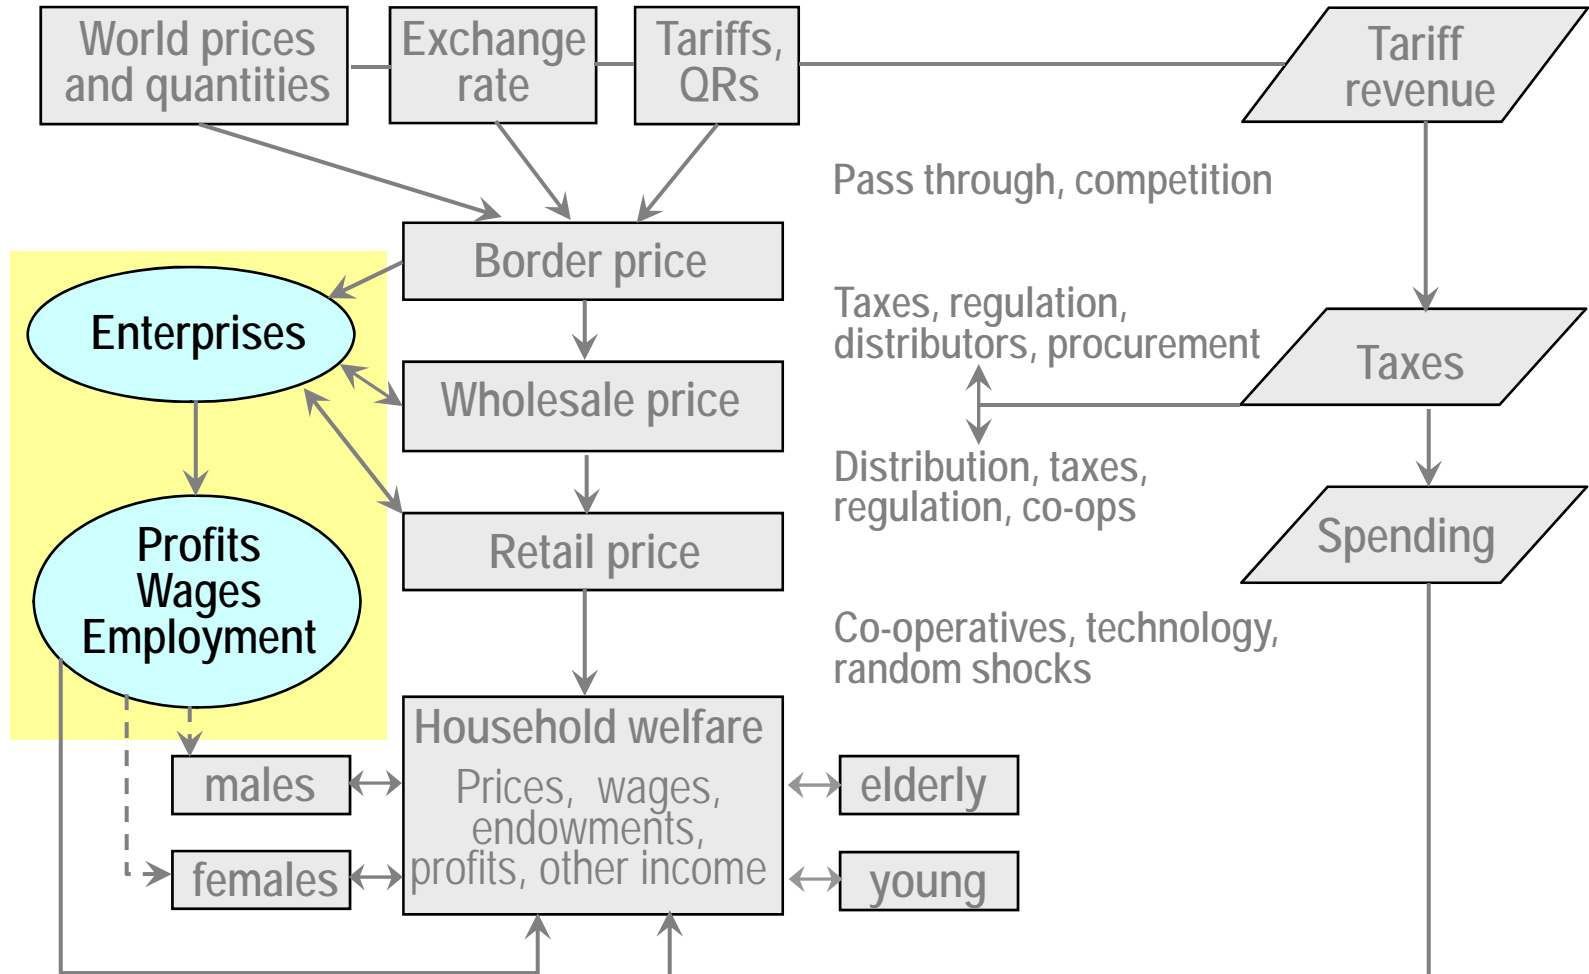 World prices
and quantities
Exchange
rate
Tariffs,
QRs
Tariff
revenue
Pass through, competition
Border price
Enterprises
Taxes, regulation,
distributors, procurement
Taxes
Wholesale price
Distribution, taxes,
regulation, co-ops
Spending
Profits
Wages
Employment
Retail price
Co-operatives, technology,
random shocks
Household welfare
Prices, wages,
endowments,
profits, other income
males
females
elderly
young